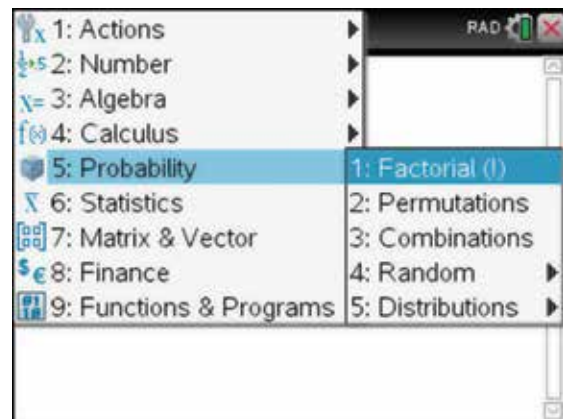 1: Actions
RAD
2: Number
3: Algebra
4: Calculus
5: Probability
1: Factorial (!)
6: Statistics
2: Permutations
7: Matrix & Vector
3: Combinations
8: Finance
4: Random
9: Functions & Programs
5: Distributions